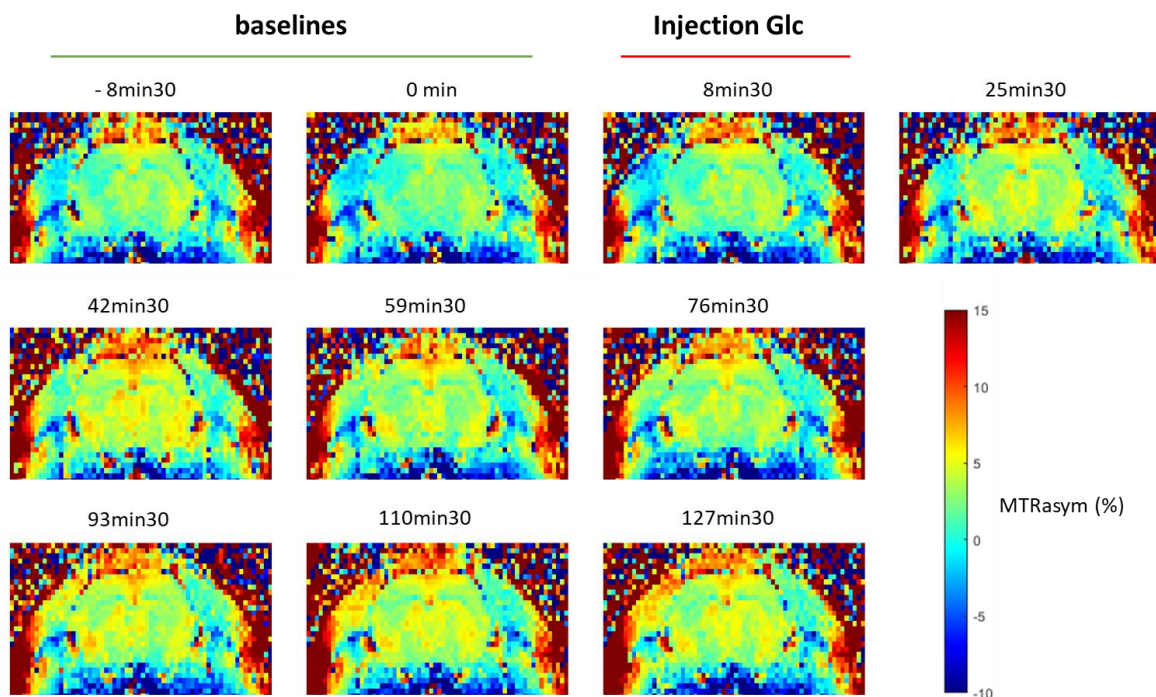 baselines
Injection Glc
- 8min30
0 min
8min30
25min30
42min30
59min30
76min30
93min30
110min30
127min30
15
10
5
0
-5
-10
MTRasym (%)